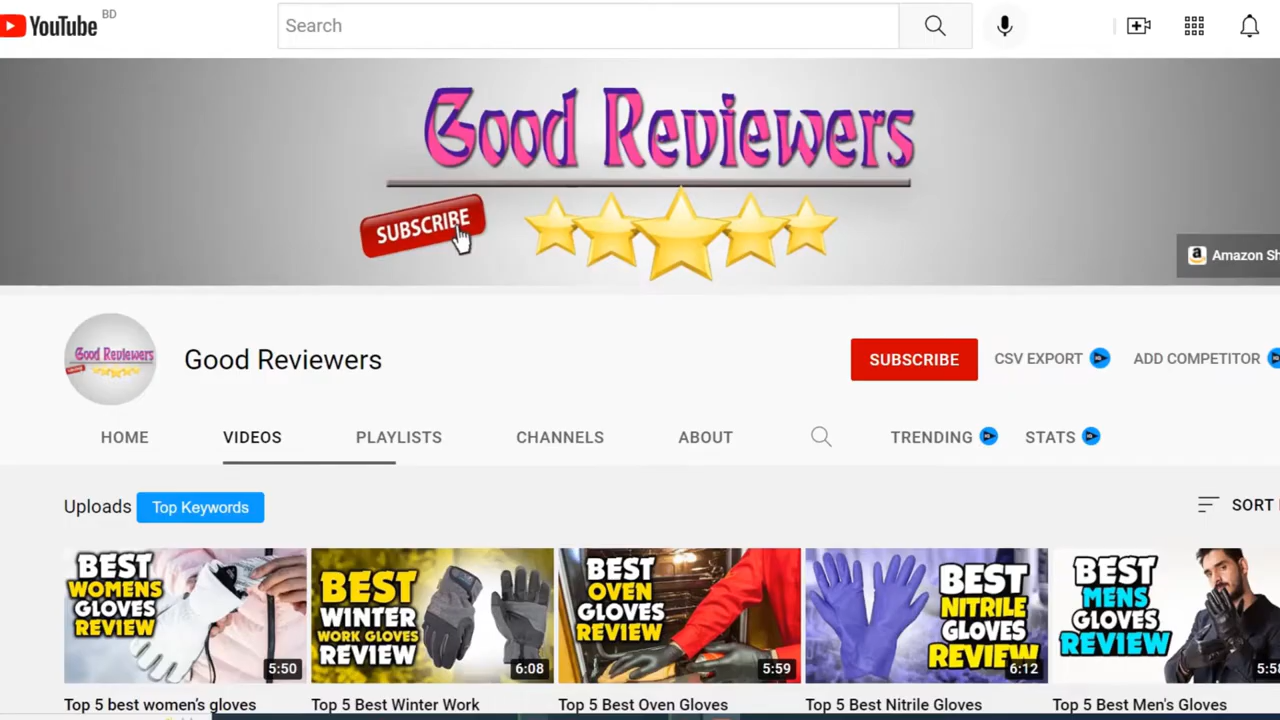 YouTube BD
Search
Good Reviewers
SUBSCRIBE
Amazon Sh
Good Reviewers
SUBSCRIBE
Good Reviewers
SUBSCRIBE
CSV EXPORT
ADD COMPETITOR
HOME
VIDEOS
PLAYLISTS
CHANNELS
ABOUT
TRENDING
STATS
Uploads
Top Keywords
SORT
BEST
WOMENS
GLOVES
REVIEW
5:50
BEST
WINTER
WORK GLOVES
REVIEW
6:08
BEST
OVEN
GLOVES
REVIEW
5:59
BEST
NITRILE
GLOVES
REVIEW
6:12
BEST
MENS
GLOVES
REVIEW
Top 5 best women's gloves
Top 5 Best Winter Work
Top 5 Best Oven Gloves
Top 5 Best Nitrile Gloves
Top 5 Best Men's Gloves